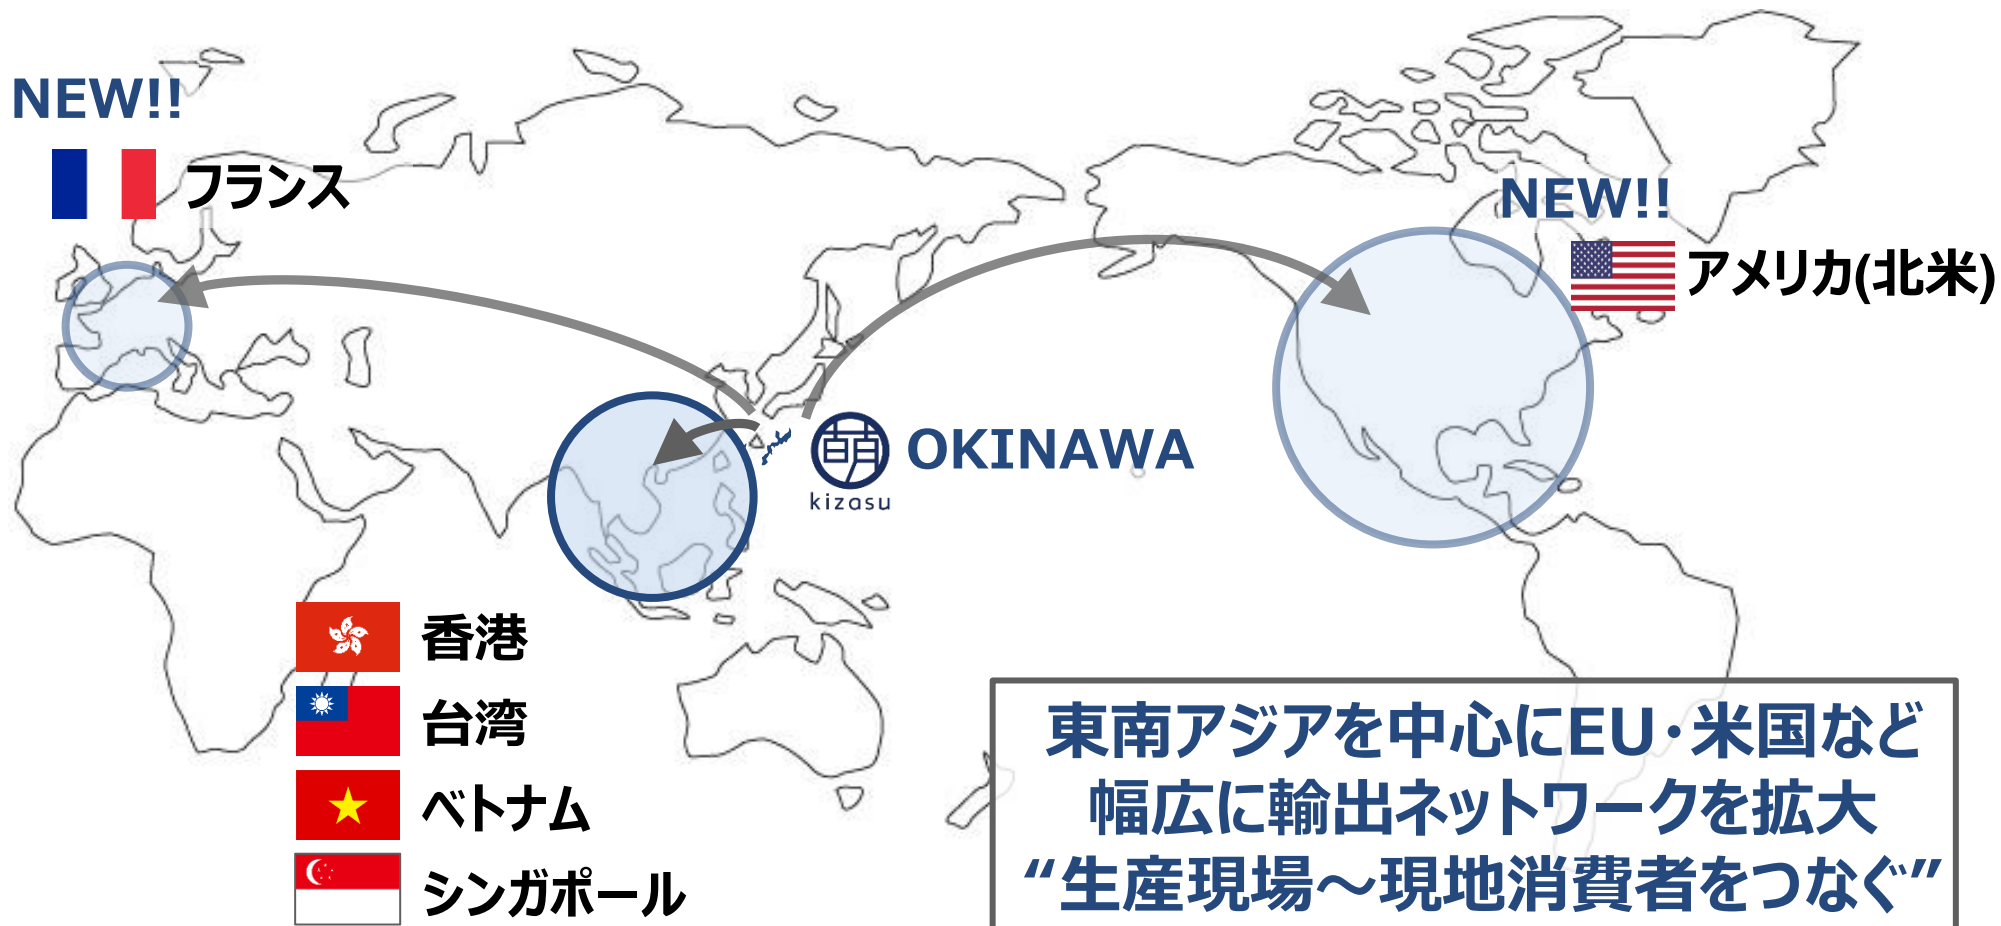 NEW!!
フランス
NEW!!
アメリカ(北米)
萌
kizasu
OKINAWA
香港
台湾
ベトナム
シンガポール
東南アジアを中心にEU・米国など
幅広に輸出ネットワークを拡大
“生産現場～現地消費者をつなぐ”